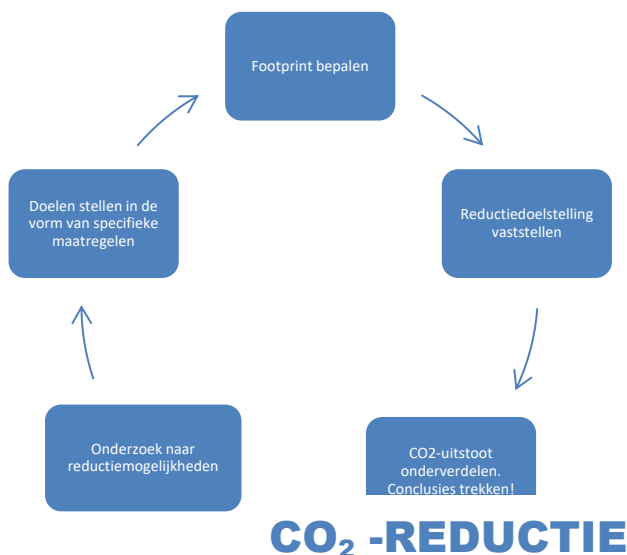 Footprint bepalen
Reductiedoelstelling
vaststellen
CO2-uitstoot
onderverdelen.
Conclusies trekken!
Onderzoek naar
reductiemogelijkheden
Doelen stellen in de
vorm van specifieke
maatregelen
CO₂ -REDUCTIE